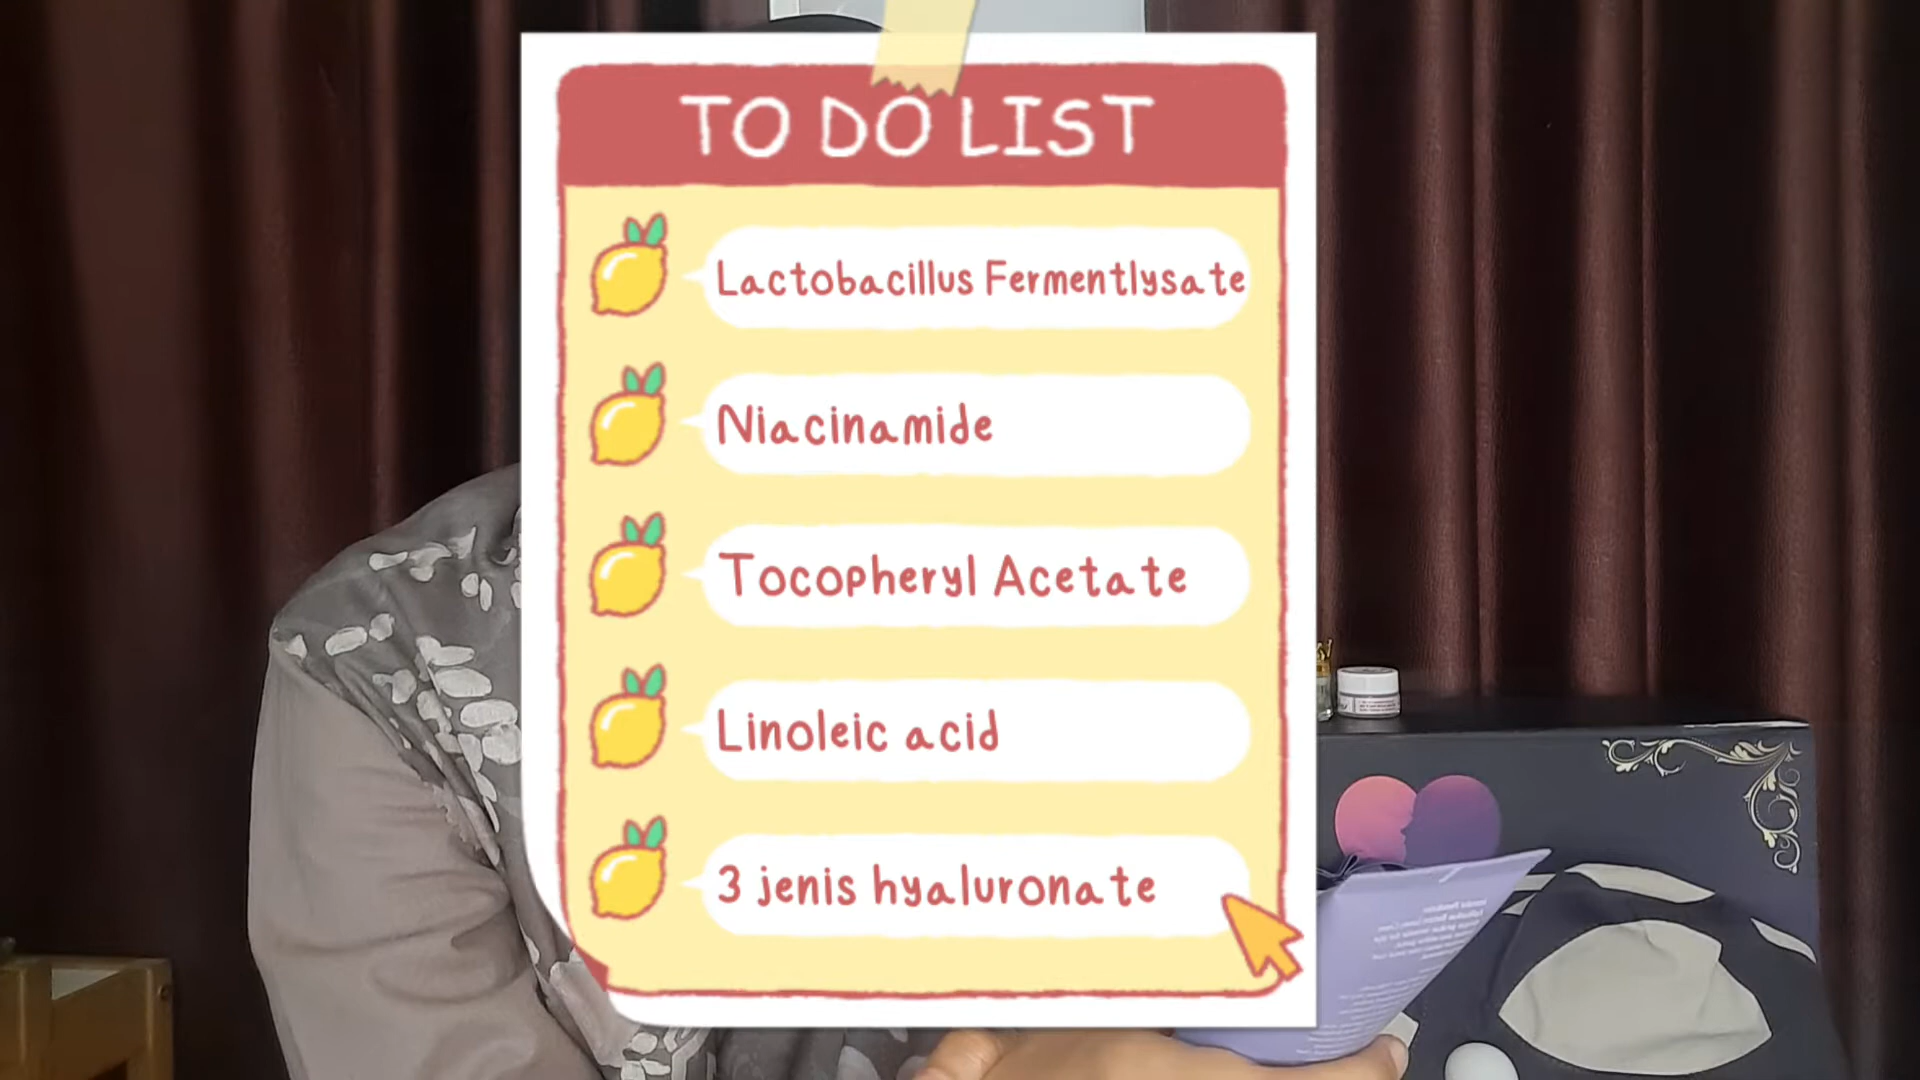 TO DO LIST
Lactobacillus Fermentlysate
Niacinamide
Tocopheryl Acetate
Linoleic acid
3 jenis hyaluronate